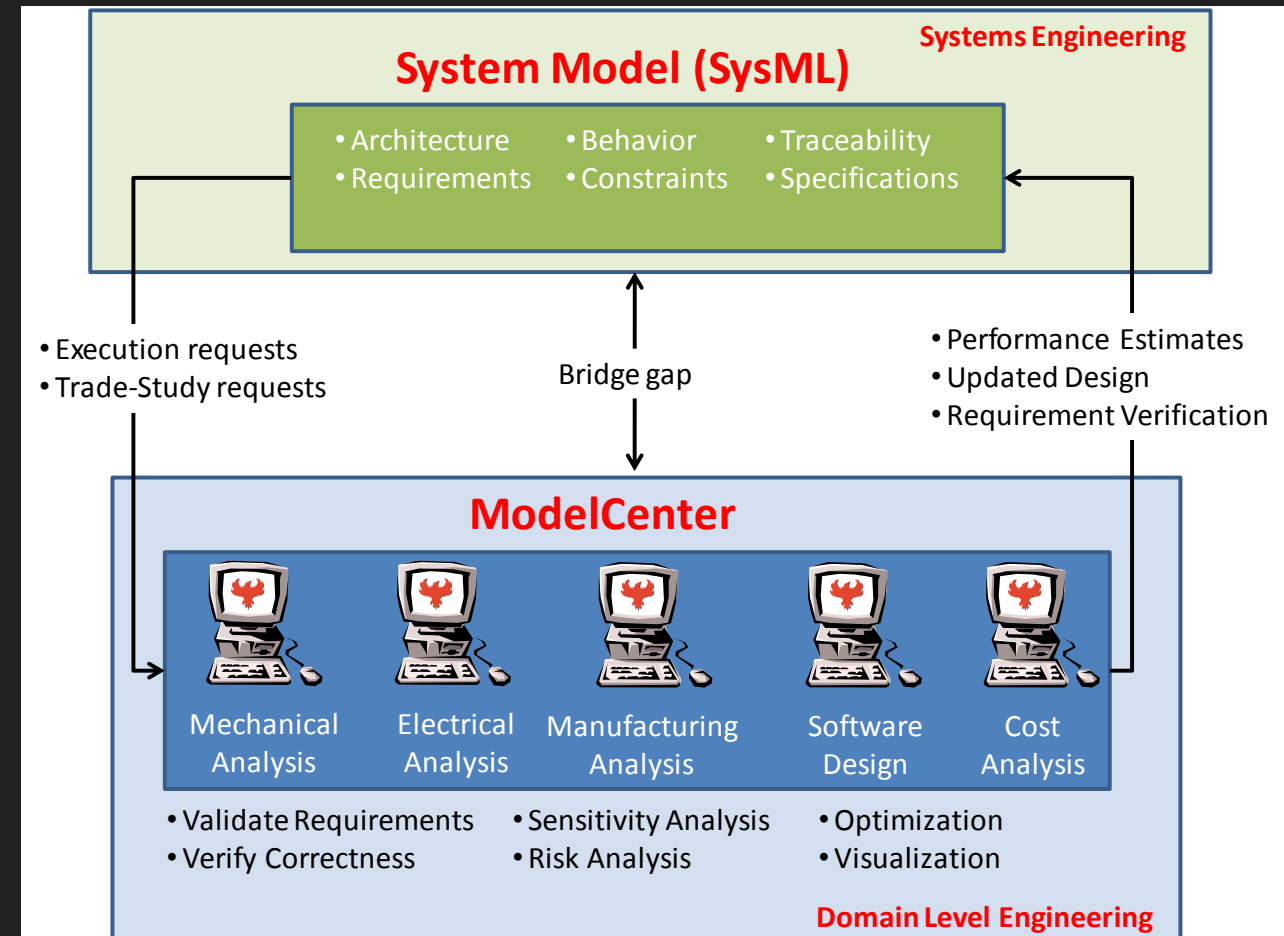 Systems Engineering
System Model (SysML)
• Architecture
• Requirements
• Behavior
• Constraints
• Traceability
• Specifications
• Execution requests
• Trade-Study requests
Bridge gap
• Performance Estimates
• Updated Design
• Requirement Verification
ModelCenter
Mechanical
Analysis
Electrical
Analysis
Manufacturing
Analysis
Software
Design
Cost
Analysis
• Validate Requirements
• Verify Correctness
• Sensitivity Analysis
• Risk Analysis
• Optimization
• Visualization
Domain Level Engineering